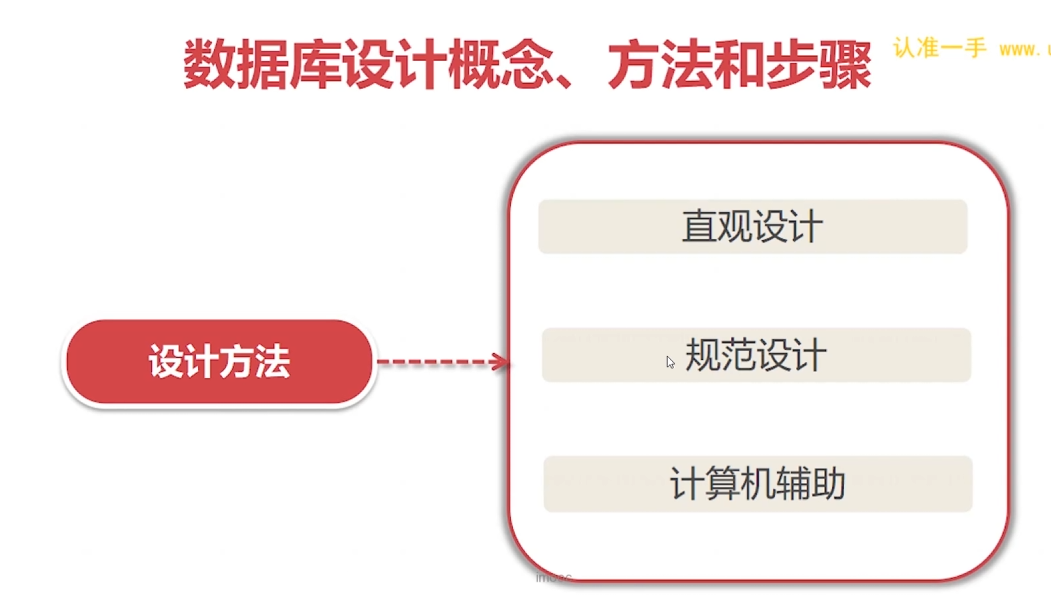 数据库设计概念、方法和步骤
认准一手 www.
直观设计
设计方法
规范设计
计算机辅助
imooc